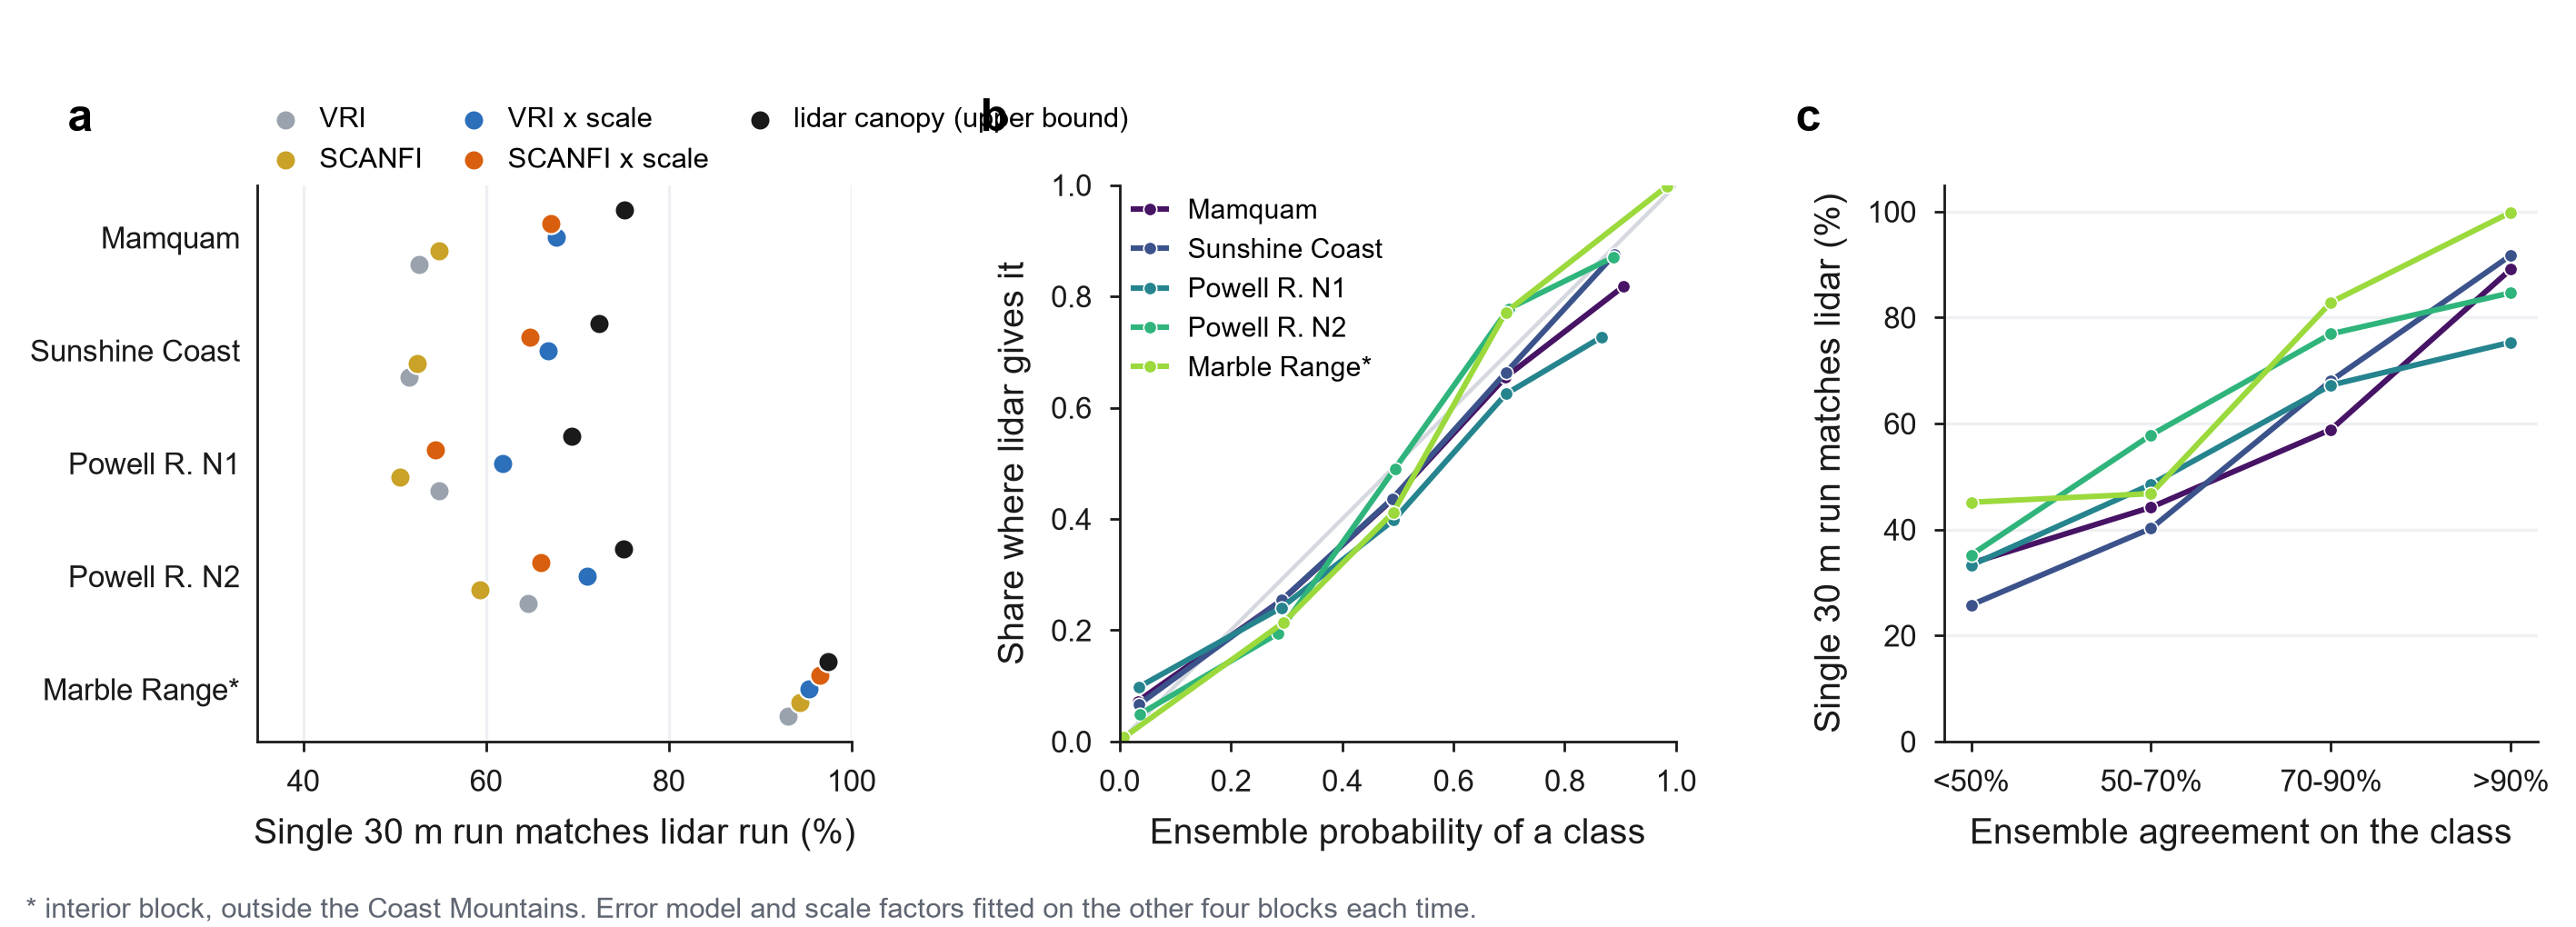 a
VRI
VRI x scale
lidar canopy (upper bound)
SCANFI
SCANFI x scale
Mamquam
Sunshine Coast
Powell R. N1
Powell R. N2
Marble Range*
40 60 80 100
Single 30 m run matches lidar run (%)
b
Share where lidar gives it
1.0
0.8
0.6
0.4
0.2
0.0
Mamquam
Sunshine Coast
Powell R. N1
Powell R. N2
Marble Range*
0.0 0.2 0.4 0.6 0.8 1.0
Ensemble probability of a class
c
Single 30 m run matches lidar (%)
100
80
60
40
20
0
<50% 50-70% 70-90% >90%
Ensemble agreement on the class
* interior block, outside the Coast Mountains. Error model and scale factors fitted on the other four blocks each time.